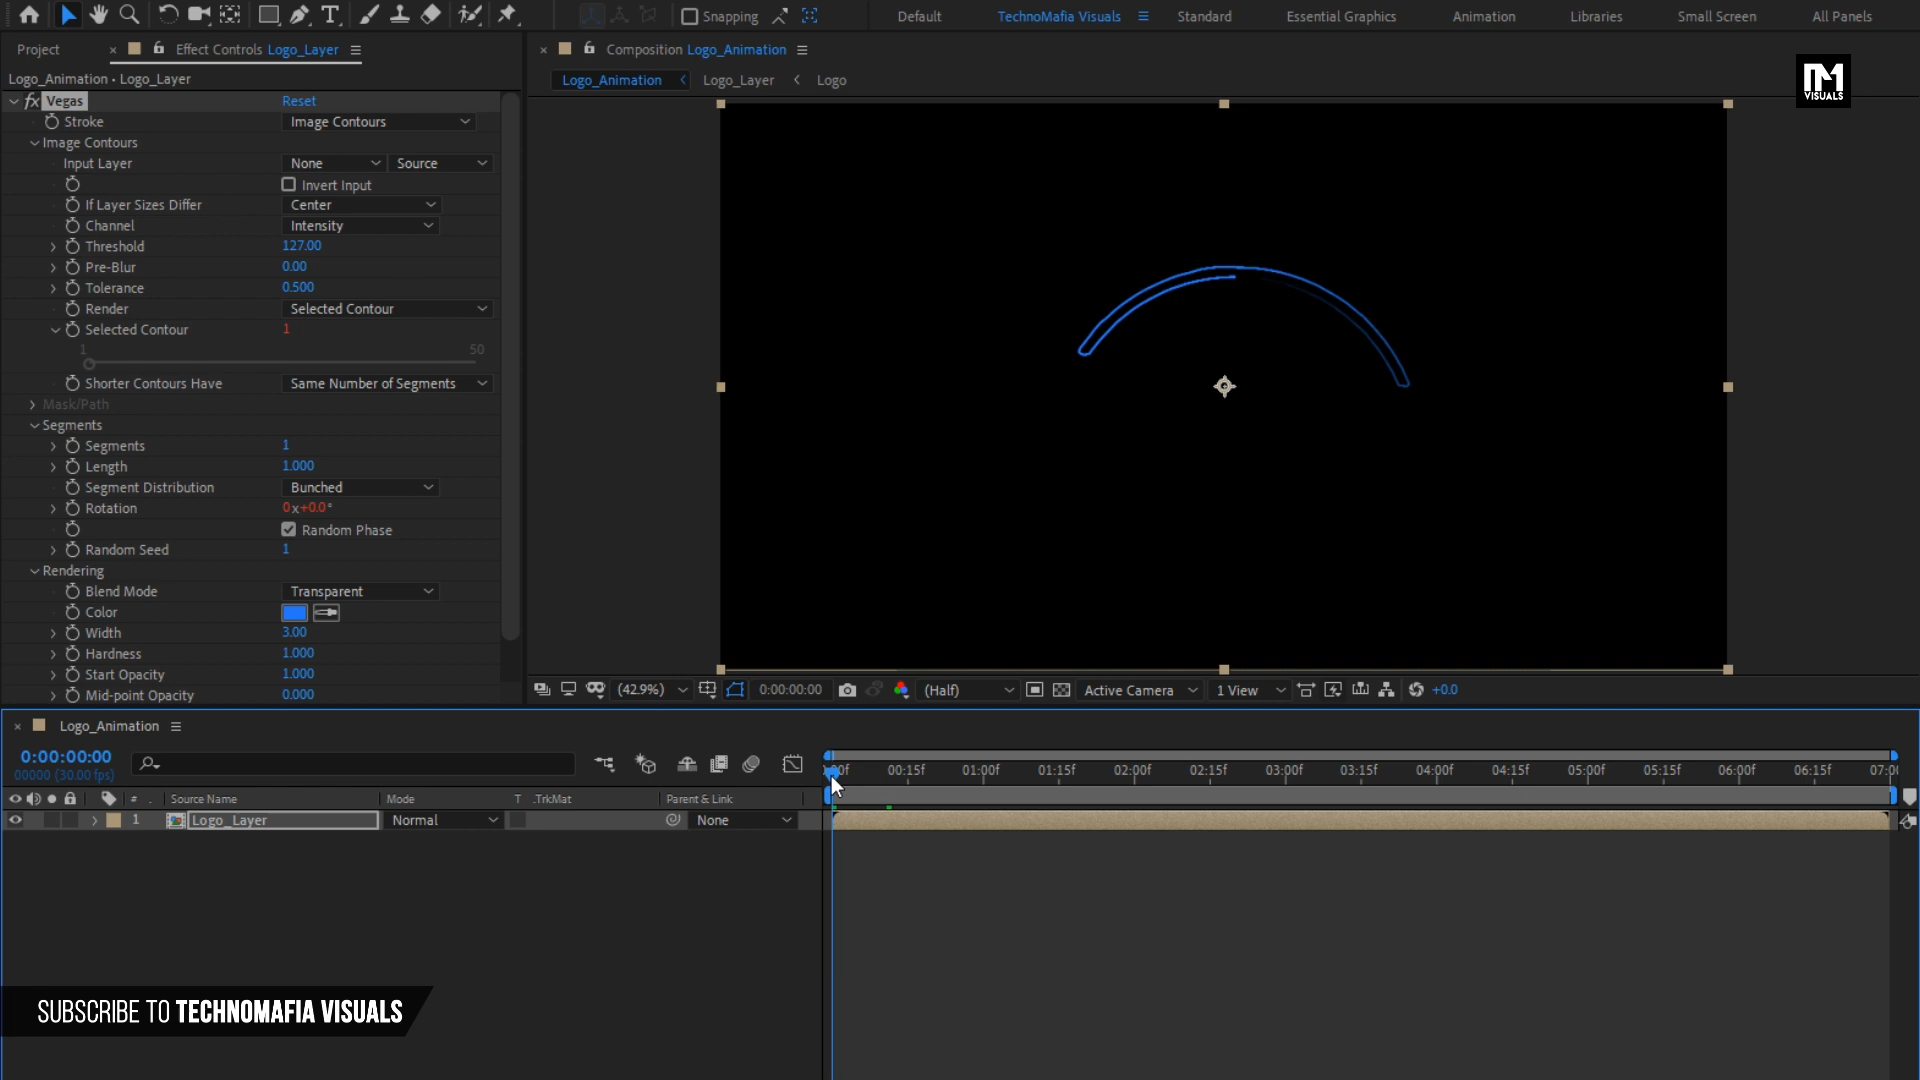 Snapping Default TechnoMafia Visuals Standard Essential Graphics Animation Libraries Small Screen All Panels
Project Effect Controls Logo_Layer Composition Logo_Animation
Logo_Animation • Logo_Layer Logo_Animation Logo_Layer Logo
VISUALS
fx Vegas Reset
Stroke Image Contours
Image Contours
Input Layer None Source
Invert Input
If Layer Sizes Differ Center
Channel Intensity
Threshold 127.00
Pre-Blur 0.00
Tolerance 0.500
Render Selected Contour
Selected Contour 1
1 50
Shorter Contours Have Same Number of Segments
Mask/Path
Segments
Segments 1
Length 1.000
Segment Distribution Bunched
Rotation 0x+0.0°
Random Phase
Random Seed 1
Rendering
Blend Mode Transparent
Color
Width 3.00
Hardness 1.000
Start Opacity 1.000
Mid-point Opacity 0.000
(42.9%) 0:00:00:00 (Half) Active Camera 1 View +0.0
Logo_Animation
0:00:00:00
00000 (30.00 fps)
00:15f 01:00f 01:15f 02:00f 02:15f 03:00f 03:15f 04:00f 04:15f 05:00f 05:15f 06:00f 06:15f
# Source Name Mode T .TrkMat Parent & Link
1 Logo_Layer Normal None
SUBSCRIBE TO TECHNOMAFIA VISUALS